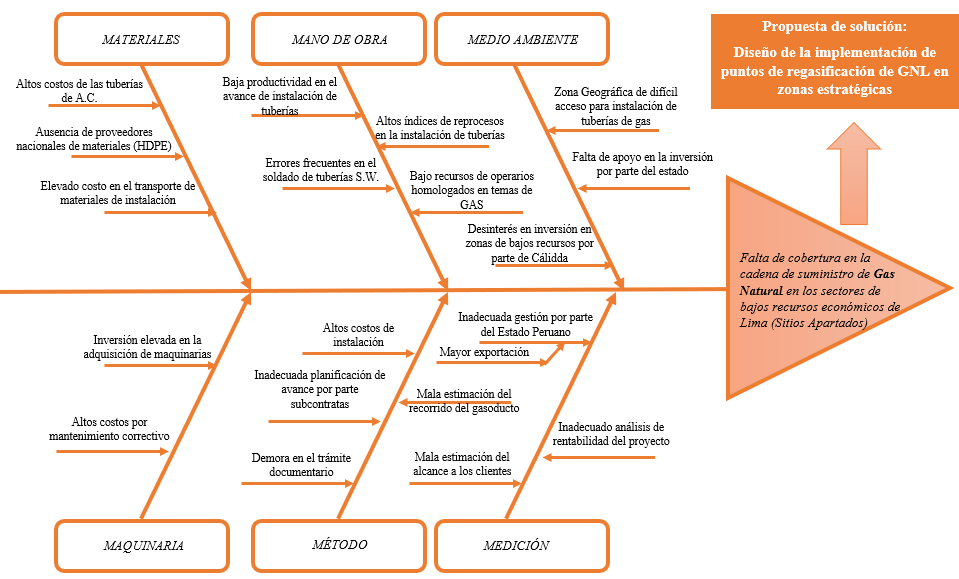 MATERIALES
MANO DE OBRA
MEDIO AMBIENTE
Propuesta de solución:
Diseño de la implementación de
puntos de regasificación de GNL en
zonas estratégicas
Altos costos de las tuberías
de A.C.
Ausencia de proveedores
nacionales de materiales (HDPE)
Elevado costo en el transporte de
materiales de instalación
Baja productividad en el
avance de instalación de
tuberías
Altos índices de reprocesos
en la instalación de tuberías
Errores frecuentes en el
soldado de tuberías S.W.
Bajo recursos de operarios
homologados en temas de
GAS
Zona Geográfica de difícil
acceso para instalación de
tuberías de gas
Falta de apoyo en la inversión
por parte del estado
Desinterés en inversión en
zonas de bajos recursos por
parte de Cálidda
Falta de cobertura en la
cadena de suministro de Gas
Natural en los sectores de
bajos recursos económicos de
Lima (Sitios Apartados)
Inversión elevada en la
adquisición de maquinarias
Altos costos por
mantenimiento correctivo
Altos costos de
instalación
Inadecuada planificación de
avance por parte
subcontratas
Mala estimación del
recorrido del gasoducto
Demora en el trámite
documentario
Inadecuada gestión por parte
del Estado Peruano
Mayor exportación
Inadecuado análisis de
rentabilidad del proyecto
Mala estimación del
alcance a los clientes
MAQUINARIA
MÉTODO
MEDICIÓN